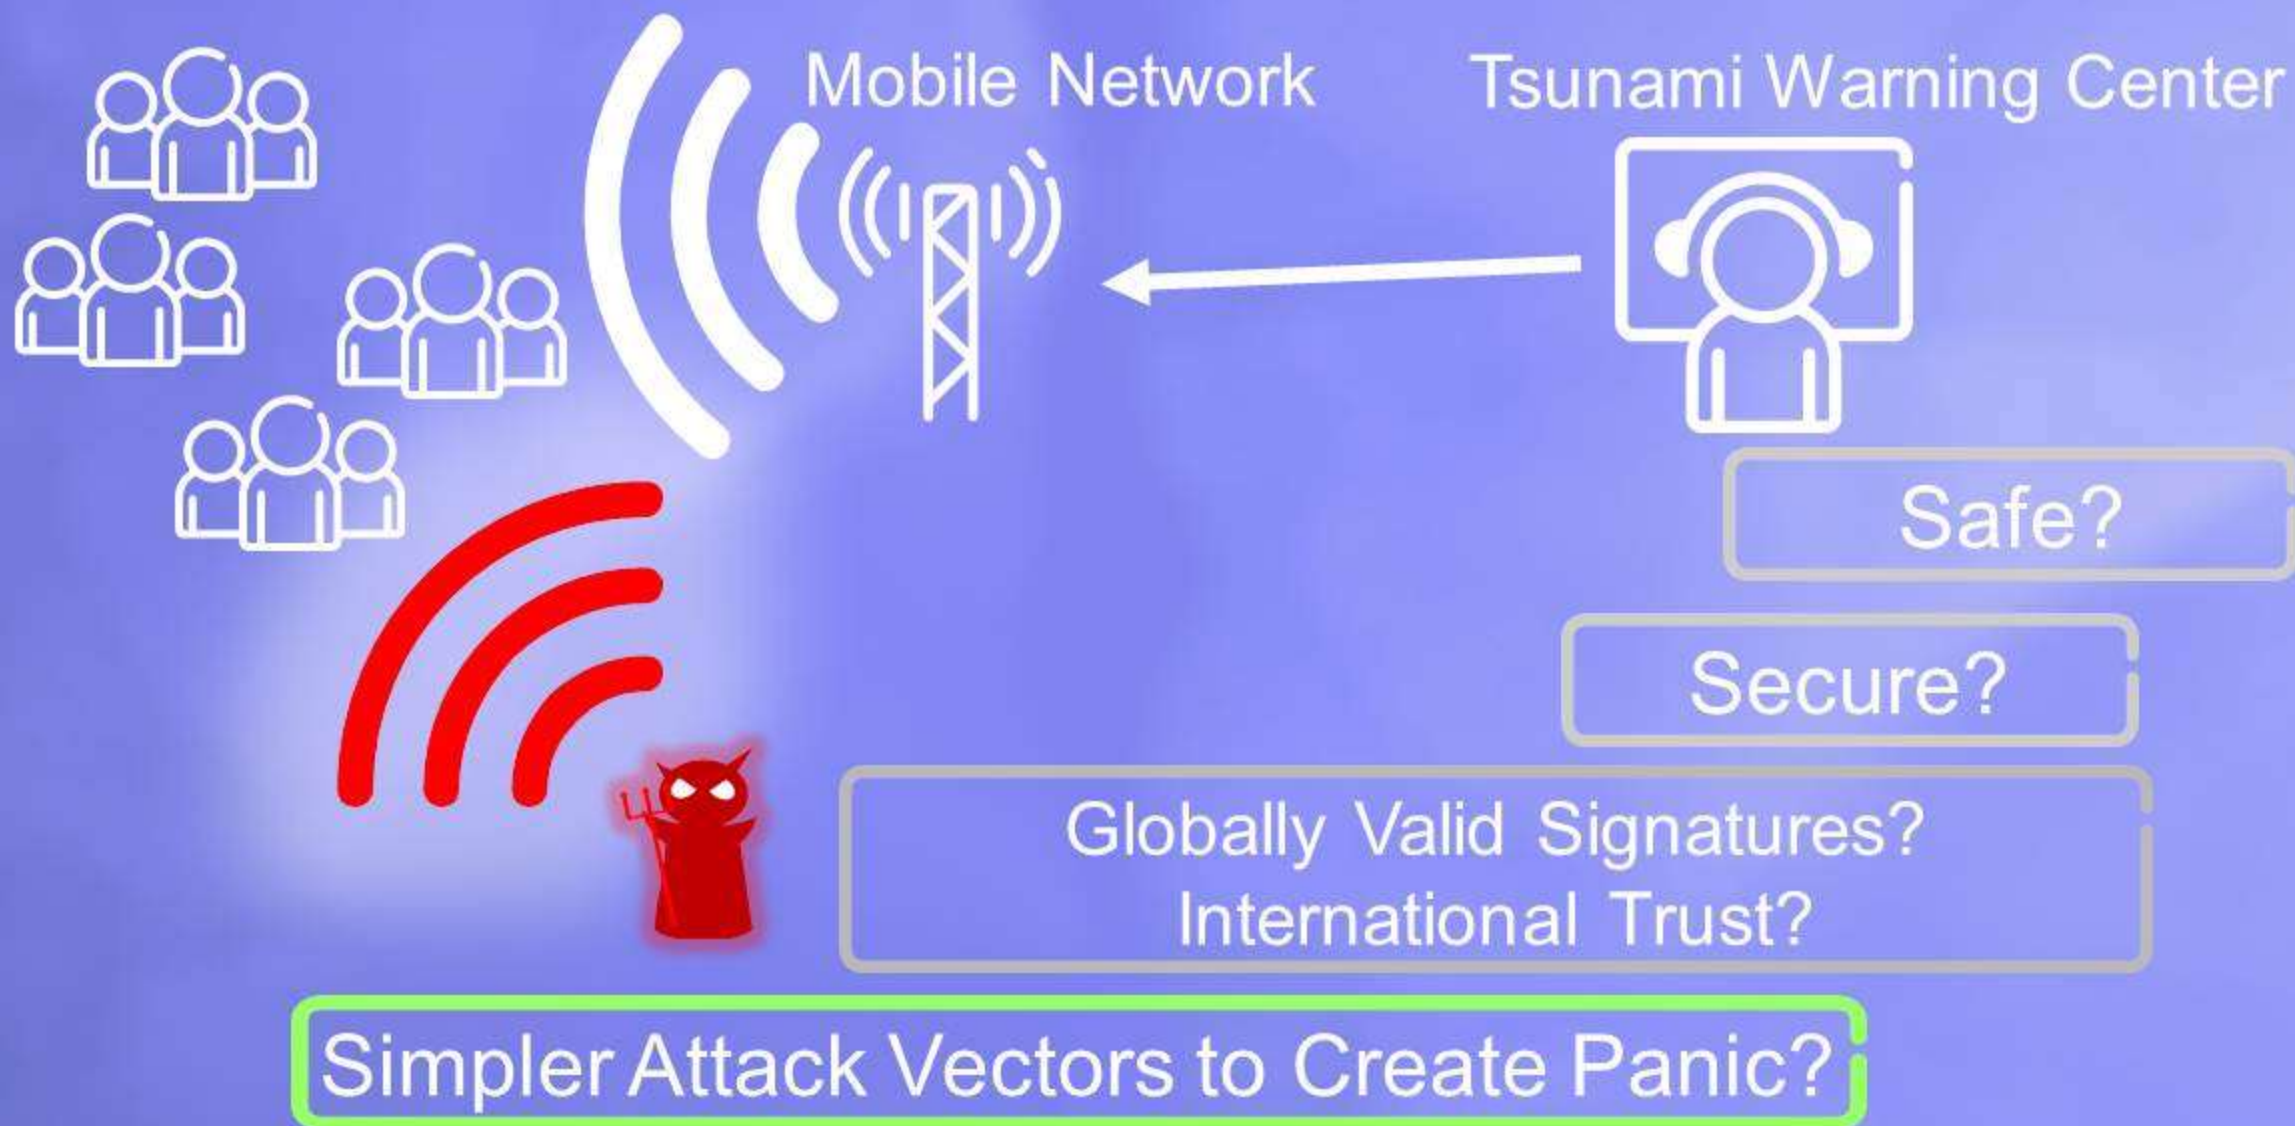 Mobile Network
Tsunami Warning Center
Safe?
Secure?
Globally Valid Signatures?
International Trust?
Simpler Attack Vectors to Create Panic?